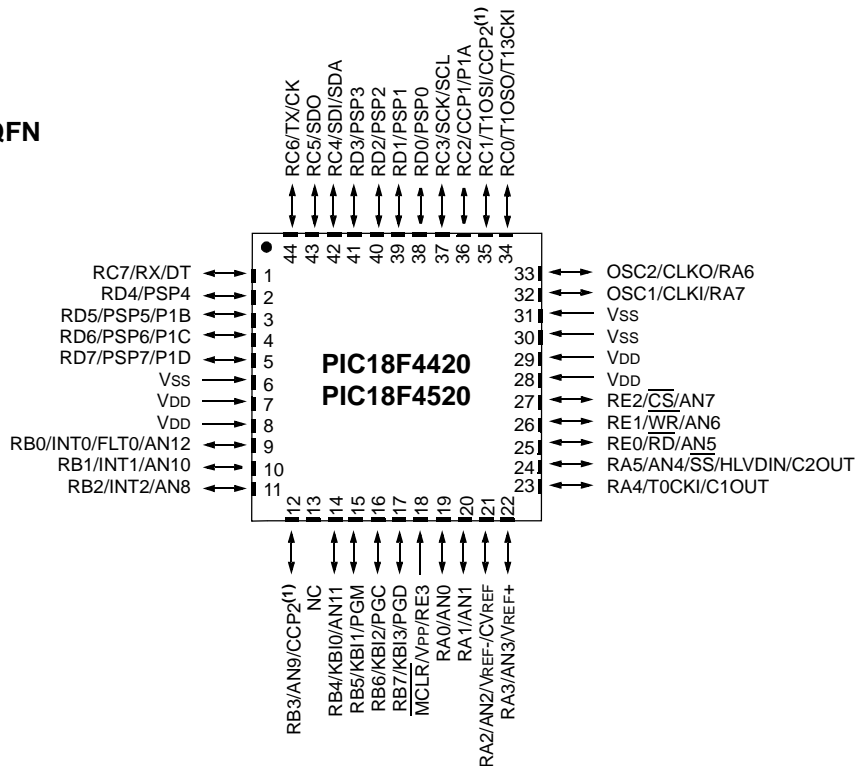 QFN
RC6/TX/CK
RC5/SDO
RC4/SDI/SDA
RD3/PSP3
RD2/PSP2
RD1/PSP1
RD0/PSP0
RC3/SCK/SCL
RC2/CCP1/P1A
RC1/T1OSI/CCP2(1)
RC0/T1OSO/T13CKI
44 43 42 41 40 39 38 37 36 35 34
RC7/RX/DT 1
RD4/PSP4 2
RD5/PSP5/P1B 3
RD6/PSP6/P1C 4
RD7/PSP7/P1D 5
VSS 6
VDD 7
VDD 8
RB0/INT0/FLT0/AN12 9
RB1/INT1/AN10 10
RB2/INT2/AN8 11
PIC18F4420
PIC18F4520
33 OSC2/CLKO/RA6
32 OSC1/CLKI/RA7
31 VSS
30 VSS
29 VDD
28 VDD
27 RE2/CS/AN7
26 RE1/WR/AN6
25 RE0/RD/AN5
24 RA5/AN4/SS/HLVDIN/C2OUT
23 RA4/T0CKI/C1OUT
12 13 14 15 16 17 18 19 20 21 22
RB3/AN9/CCP2(1)
NC
RB4/KBI0/AN11
RB5/KBI1/PGM
RB6/KBI2/PGC
RB7/KBI3/PGD
MCLR/VPP/RE3
RA0/AN0
RA1/AN1
RA2/AN2/VREF-/CVREF
RA3/AN3/VREF+